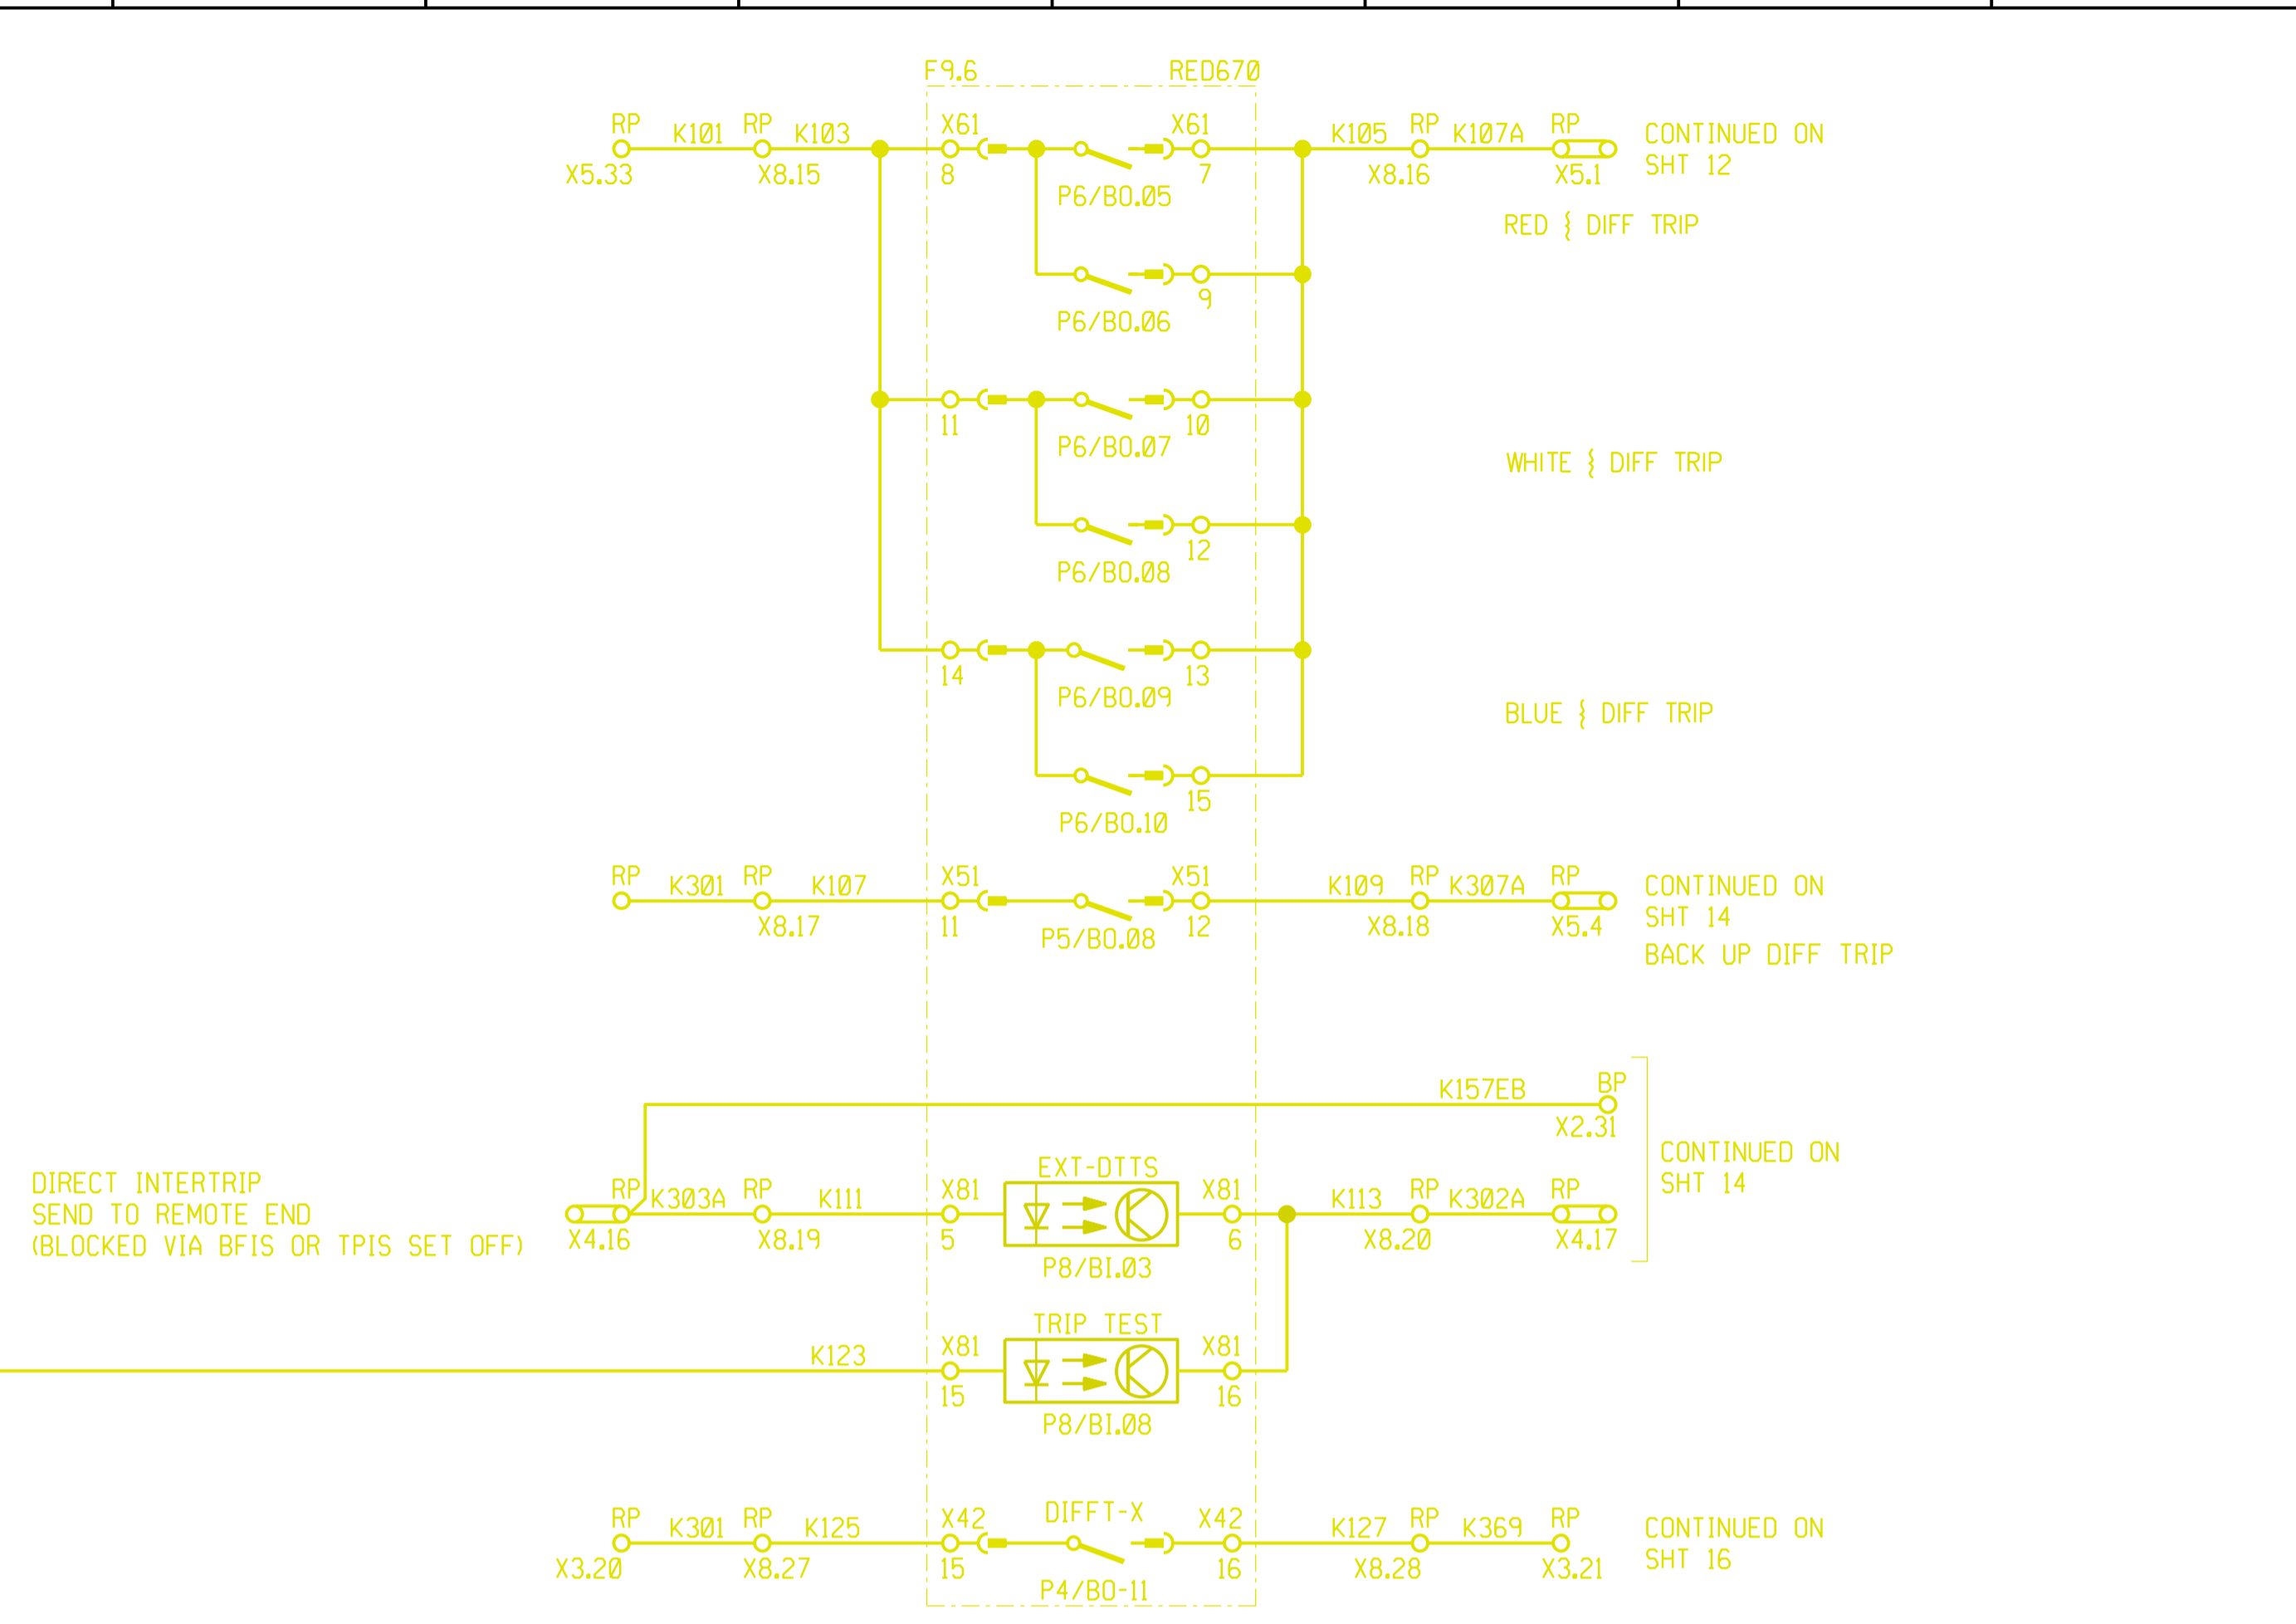 F9.6 RED670
RP K101 RP K103 X61 X61 K105 RP K107A RP CONTINUED ON
X5.33 X8.15 8 7 X8.16 X5.1 SHT 12
P6/BO.05
RED { DIFF TRIP
9
P6/BO.06
11 10
P6/BO.07
WHITE { DIFF TRIP
12
P6/BO.08
14 13
P6/BO.09
BLUE { DIFF TRIP
15
P6/BO.10
RP K301 RP K107 X51 X51 K109 RP K307A RP CONTINUED ON
X8.17 11 12 X8.18 X5.4 SHT 14
P5/BO.08
BACK UP DIFF TRIP
K157EB BP
X2.31
CONTINUED ON
SHT 14
EXT-DTTS
DIRECT INTERTRIP
SEND TO REMOTE END
(BLOCKED VIA BFIS OR TPIS SET OFF)
RP K303A RP K111 X81 X81 K113 RP K302A RP
X4.16 X8.19 5 6 X8.20 X4.17
P8/BI.03
TRIP TEST
K123 X81 X81
15 16
P8/BI.08
RP K391 RP K125 X42 DIFFT-X X42 K127 RP K369 RP CONTINUED ON
X3.20 X8.27 15 16 X8.28 X3.21 SHT 16
P4/BO-11